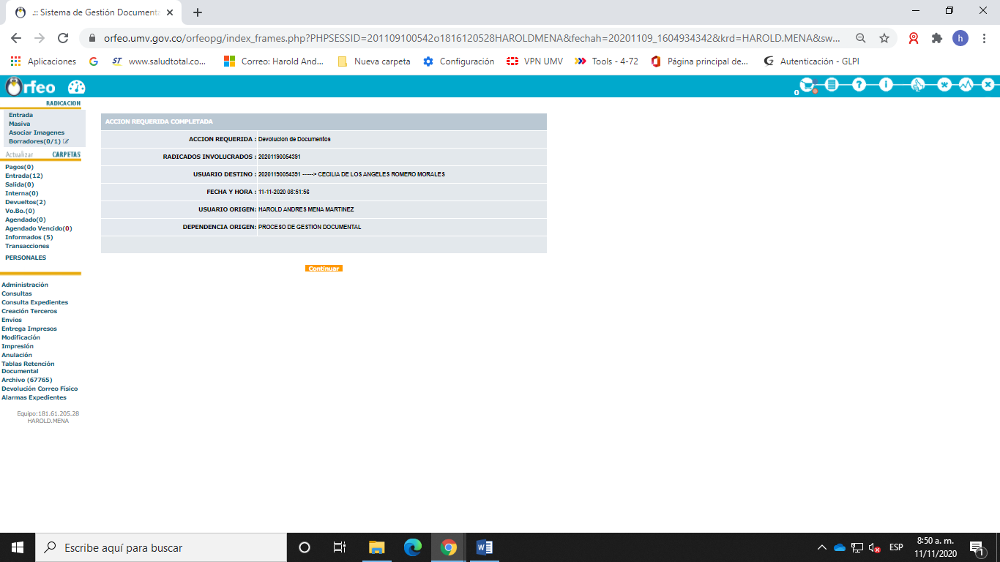 .:: Sistema de Gestión Documenta
orfeo.umv.gov.co/orfeopg/index_frames.php?PHPSESSID=201109100542o1816120528HAROLDMENA&fechah=20201109_1604934342&krd=HAROLD.MENA&sw...
h
Aplicaciones
G
ST www.saludtotal.co...
Correo: Harold And...
Nueva carpeta
Configuración
VPN UMV
Tools - 4-72
Página principal de...
G Autenticación - GLPI
Orfeo
0
RADICACION
Entrada
Masiva
Asociar Imagenes
Borradores(0/1)
Actualizar CARPETAS
Pagos(0)
Entrada(12)
Salida(0)
Interna(0)
Devueltos(2)
Vo.Bo.(0)
Agendado(0)
Agendado Vencido(0)
Informados (5)
Transacciones
PERSONALES
Administración
Consultas
Consulta Expedientes
Creación Terceros
Envios
Entrega Impresos
Modificación
Impresión
Anulación
Tablas Retención
Documental
Archivo (67765)
Devolución Correo Físico
Alarmas Expedientes
Equipo:181.61.205.28
HAROLD.MENA
ACCION REQUERIDA COMPLETADA
ACCION REQUERIDA : Devolucion de Documentos
RADICADOS INVOLUCRADOS : 20201190054391
USUARIO DESTINO : 20201190054391 ------> CECILIA DE LOS ANGELES ROMERO MORALES
FECHA Y HORA : 11-11-2020 08:51:56
USUARIO ORIGEN: HAROLD ANDRES MENA MARTINEZ
DEPENDENCIA ORIGEN: PROCESO DE GESTIÓN DOCUMENTAL
Continuar
Escribe aquí para buscar
ESP
8:50 a. m.
11/11/2020
1